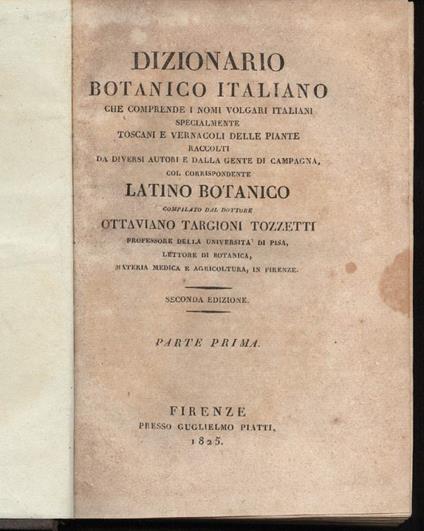 DIZIONARIO
BOTANICO ITALIANO
CHE COMPRENDE I NOMI VOLGARI ITALIANI
SPECIALMENTE
TOSCANI E VERNACOLI DELLE PIANTE
RACCOLTI
DA DIVERSI AUTORI E DALLA GENTE DI CAMPAGNA,
COL CORRISPONDENTE
LATINO BOTANICO
COMPILATO DAL DOTTORE
OTTAVIANO TARGIONI TOZZETTI
PROFESSORE DELLA UNIVERSITA' DI PISA,
LETTORE DI BOTANICA,
MATERIA MEDICA E AGRICOLTURA, IN FIRENZE.
SECONDA EDIZIONE.
PARTE PRIMA.
FIRENZE
PRESSO GUGLIELMO PIATTI,
1825.